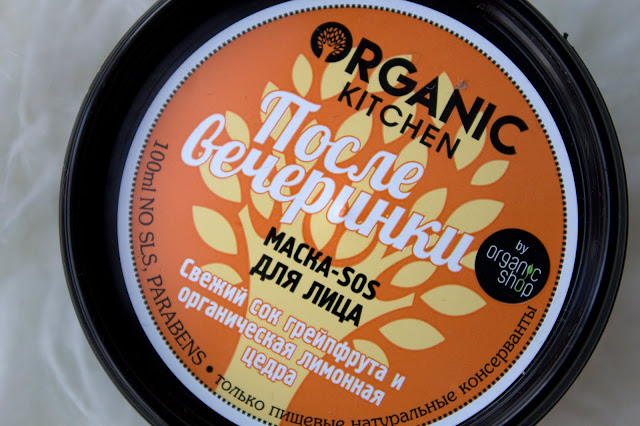 ORGANIC
KITCHEN
После
вечеринки
МАСКА-SOS
ДЛЯ ЛИЦА
Свежий сок грейпфрута и
органическая лимонная
цедра
by
organic
shop
100ml NO SLS, PARABENS • только пищевые натуральные консерванты